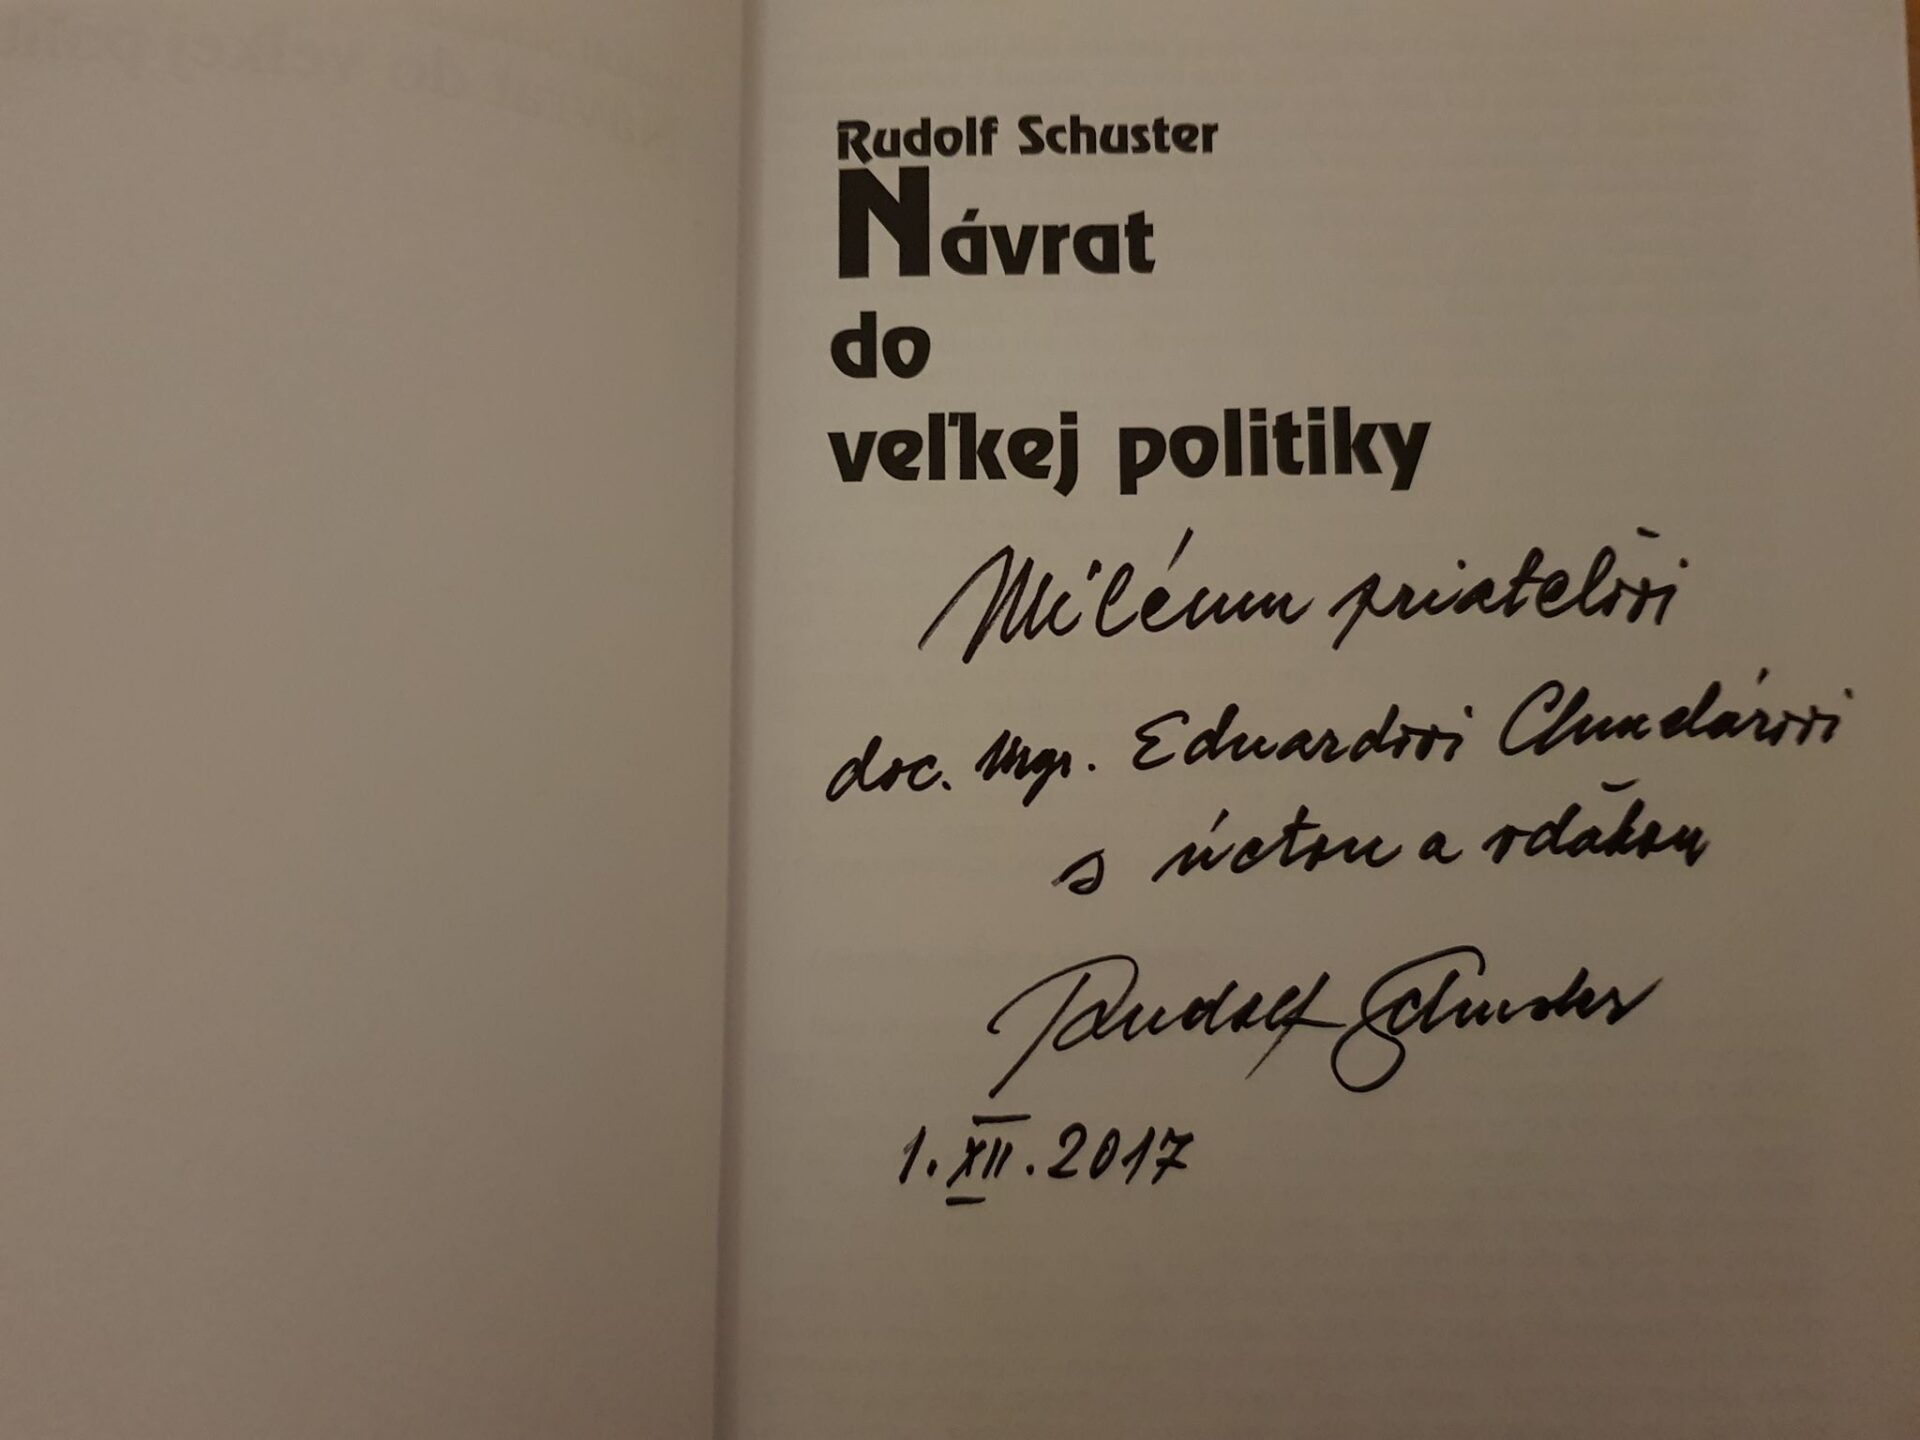 Rudolf Schuster
Návrat
do
veľkej politiky
Milému priateľovi
doc. Mgr. Eduardovi Chmelárovi
s úctou a vďakou
Rudolf Schuster
1. XII. 2017